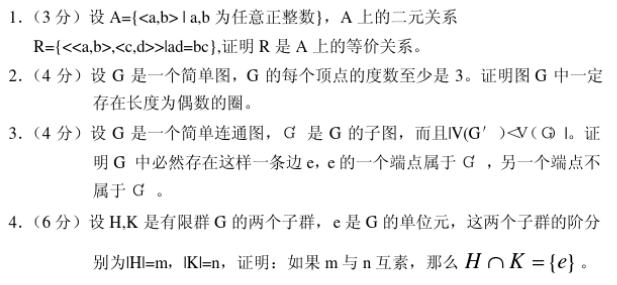 1.（3 分）设 A={<a,b> | a,b 为任意正整数}，A 上的二元关系
R={<<a,b>,<c,d>>|ad=bc},证明 R 是 A 上的等价关系。
2.（4 分）设 G 是一个简单图，G 的每个顶点的度数至少是 3。证明图 G 中一定
存在长度为偶数的圈。
3.（4 分）设 G 是一个简单连通图，G′ 是 G 的子图，而且|V(G′)<V(G)|。证
明 G 中必然存在这样一条边 e，e 的一个端点属于 G′，另一个端点不
属于 G′。
4.（6 分）设 H,K 是有限群 G 的两个子群，e 是 G 的单位元，这两个子群的阶分
别为|H|=m，|K|=n，证明：如果 m 与 n 互素，那么 H ∩ K = {e} 。